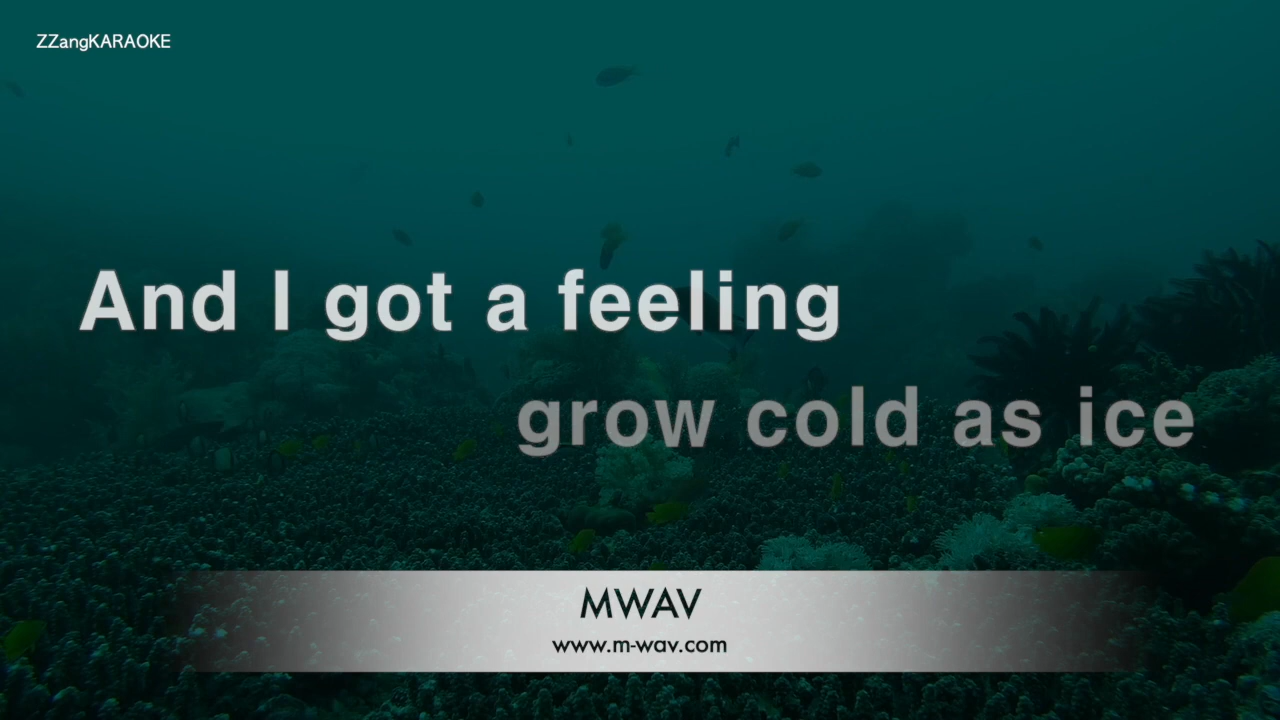 ZZangKARAOKE
And I got a feeling
grow cold as ice
MWAV
www.m-wav.com